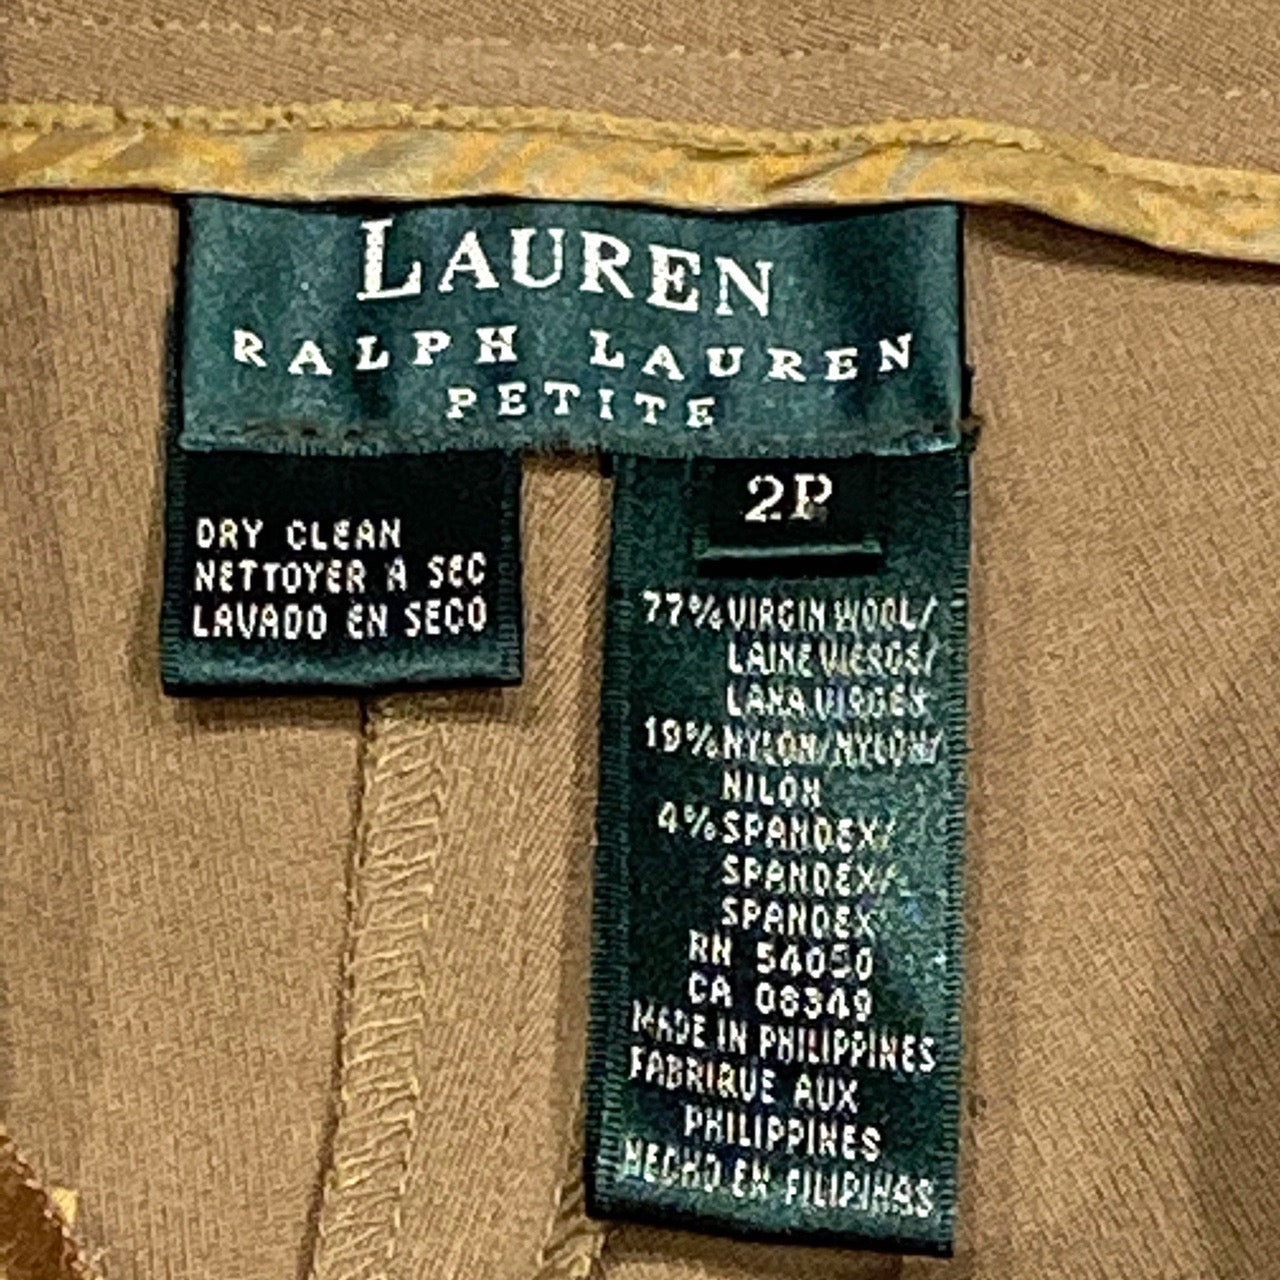 LAUREN
RALPH LAUREN
PETITE
DRY CLEAN
NETTOYER A SEC
LAVADO EN SECO
2P
77% VIRGIN WOOL/
LAINE VIERGE/
LANA VIRGEN
19% NYLON/NYLON/
NILON
4% SPANDEX/
SPANDEX/
SPANDEX
RN 54050
CA 08349
MADE IN PHILIPPINES
FABRIQUE AUX
PHILIPPINES
HECHO EN FILIPINAS